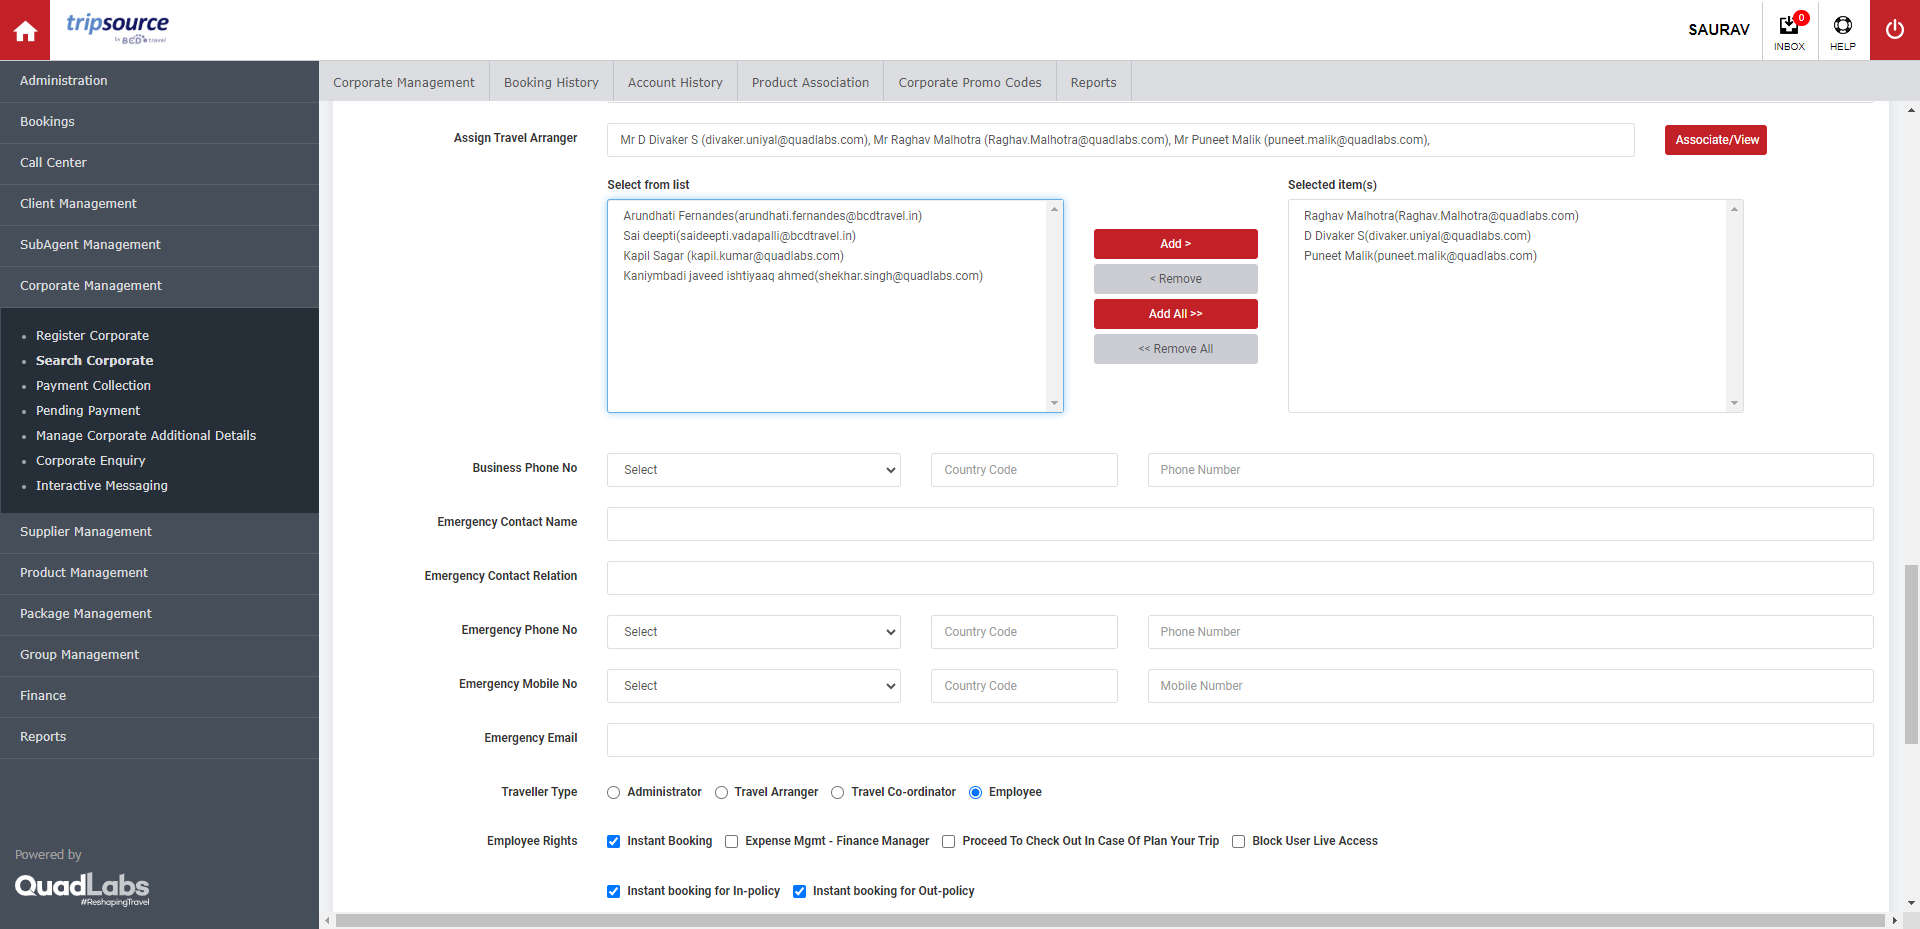 tripsource
by BCD travel
SAURAV
0
INBOX
HELP
Administration
Bookings
Call Center
Client Management
SubAgent Management
Corporate Management
Register Corporate
Search Corporate
Payment Collection
Pending Payment
Manage Corporate Additional Details
Corporate Enquiry
Interactive Messaging
Supplier Management
Product Management
Package Management
Group Management
Finance
Reports
Powered by
QuadLabs
#ReshapingTravel
Corporate Management
Booking History
Account History
Product Association
Corporate Promo Codes
Reports
Assign Travel Arranger
Mr D Divaker S (divaker.uniyal@quadlabs.com), Mr Raghav Malhotra (Raghav.Malhotra@quadlabs.com), Mr Puneet Malik (puneet.malik@quadlabs.com),
Associate/View
Select from list
Arundhati Fernandes(arundhati.fernandes@bcdtravel.in)
Sai deepti(saideepti.vadapalli@bcdtravel.in)
Kapil Sagar (kapil.kumar@quadlabs.com)
Kaniymbadi javeed ishtiyaaq ahmed(shekhar.singh@quadlabs.com)
Add >
< Remove
Add All >>
<< Remove All
Selected item(s)
Raghav Malhotra(Raghav.Malhotra@quadlabs.com)
D Divaker S(divaker.uniyal@quadlabs.com)
Puneet Malik(puneet.malik@quadlabs.com)
Business Phone No
Select
Country Code
Phone Number
Emergency Contact Name
Emergency Contact Relation
Emergency Phone No
Select
Country Code
Phone Number
Emergency Mobile No
Select
Country Code
Mobile Number
Emergency Email
Traveller Type
Administrator
Travel Arranger
Travel Co-ordinator
Employee
Employee Rights
Instant Booking
Expense Mgmt - Finance Manager
Proceed To Check Out In Case Of Plan Your Trip
Block User Live Access
Instant booking for In-policy
Instant booking for Out-policy